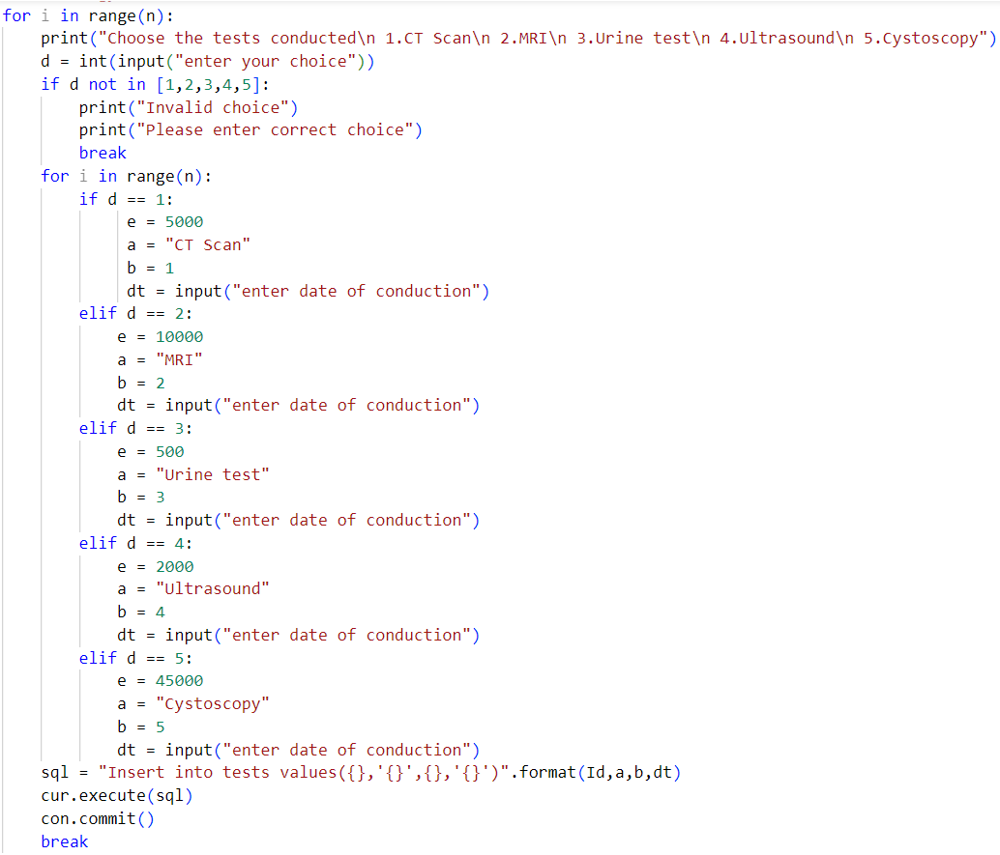 for i in range(n):
    print("Choose the tests conducted\n 1.CT Scan\n 2.MRI\n 3.Urine test\n 4.Ultrasound\n 5.Cystoscopy")
    d = int(input("enter your choice"))
    if d not in [1,2,3,4,5]:
        print("Invalid choice")
        print("Please enter correct choice")
        break
    for i in range(n):
        if d == 1:
             e = 5000
             a = "CT Scan"
             b = 1
             dt = input("enter date of conduction")
        elif d == 2:
            e = 10000
            a = "MRI"
            b = 2
            dt = input("enter date of conduction")
        elif d == 3:
            e = 500
            a = "Urine test"
            b = 3
            dt = input("enter date of conduction")
        elif d == 4:
            e = 2000
            a = "Ultrasound"
            b = 4
            dt = input("enter date of conduction")
        elif d == 5:
            e = 45000
            a = "Cystoscopy"
            b = 5
            dt = input("enter date of conduction")
    sql = "Insert into tests values({},'{}',{},'{}')".format(Id,a,b,dt)
    cur.execute(sql)
    con.commit()
    break